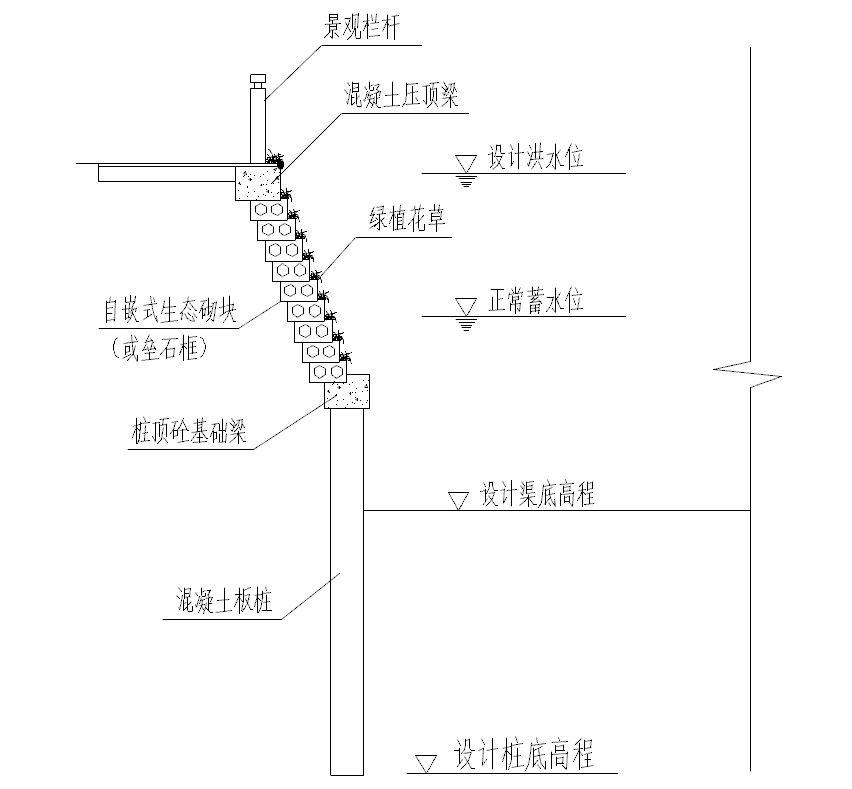 景观栏杆
混凝土压顶梁
设计洪水位
绿植花草
正常蓄水位
自嵌式生态砌块
（或垒石框）
桩顶砼基础梁
设计渠底高程
混凝土板桩
设计桩底高程